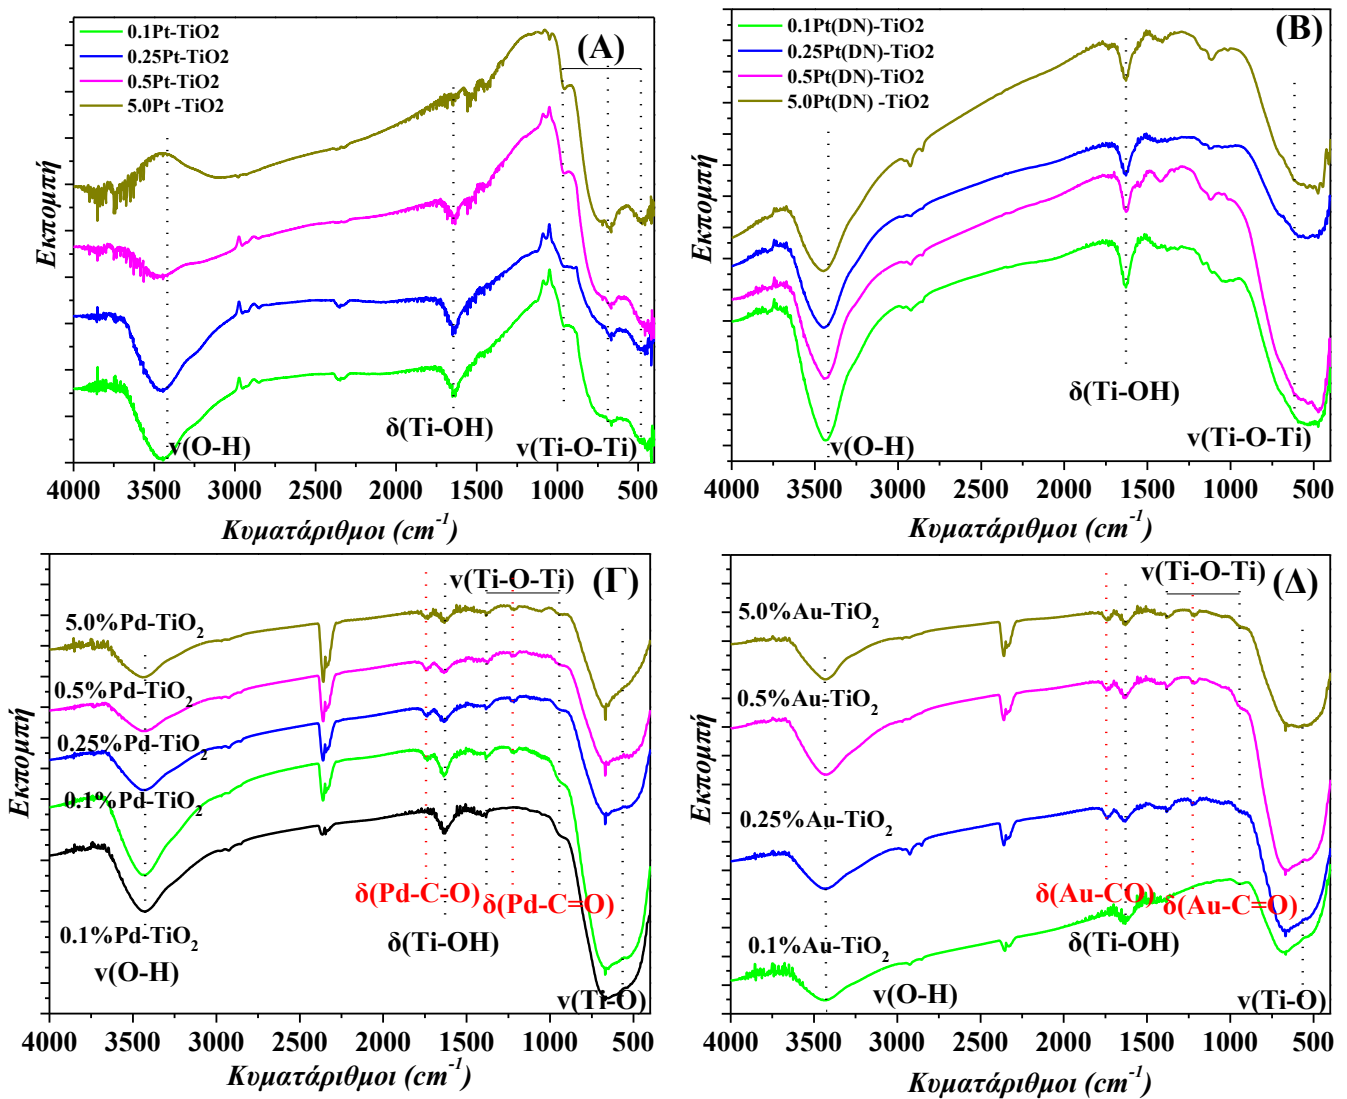 (A)
0.1Pt-TiO2
0.25Pt-TiO2
0.5Pt-TiO2
5.0Pt -TiO2
Εκπομπή
ν(O-H)
δ(Ti-OH)
ν(Ti-O-Ti)
4000 3500 3000 2500 2000 1500 1000 500
Κυματάριθμοι (cm⁻¹)
(B)
0.1Pt(DN)-TiO2
0.25Pt(DN)-TiO2
0.5Pt(DN)-TiO2
5.0Pt(DN) -TiO2
Εκπομπή
ν(O-H)
δ(Ti-OH)
ν(Ti-O-Ti)
4000 3500 3000 2500 2000 1500 1000 500
Κυματάριθμοι (cm⁻¹)
(Γ)
ν(Ti-O-Ti)
5.0%Pd-TiO₂
0.5%Pd-TiO₂
0.25%Pd-TiO₂
0.1%Pd-TiO₂
0.1%Pd-TiO₂
Εκπομπή
δ(Pd-C-O)
δ(Pd-C=O)
δ(Ti-OH)
ν(O-H)
ν(Ti-O)
4000 3500 3000 2500 2000 1500 1000 500
Κυματάριθμοι (cm⁻¹)
(Δ)
ν(Ti-O-Ti)
5.0%Au-TiO₂
0.5%Au-TiO₂
0.25%Au-TiO₂
0.1%Au-TiO₂
Εκπομπή
δ(Au-CO)
δ(Au-C=O)
δ(Ti-OH)
ν(O-H)
ν(Ti-O)
4000 3500 3000 2500 2000 1500 1000 500
Κυματάριθμοι (cm⁻¹)